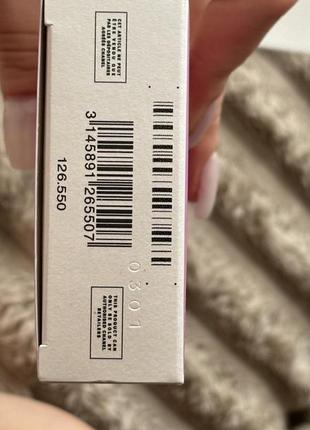 CET ARTICLE NE PEUT
ÊTRE VENDU QUE
PAR LES DÉPOSITAIRES
AGRÉÉS CHANEL
3 145891 265507
126.550
0301
THIS PRODUCT CAN
ONLY BE SOLD BY
AUTHORISED CHANEL
RETAILERS